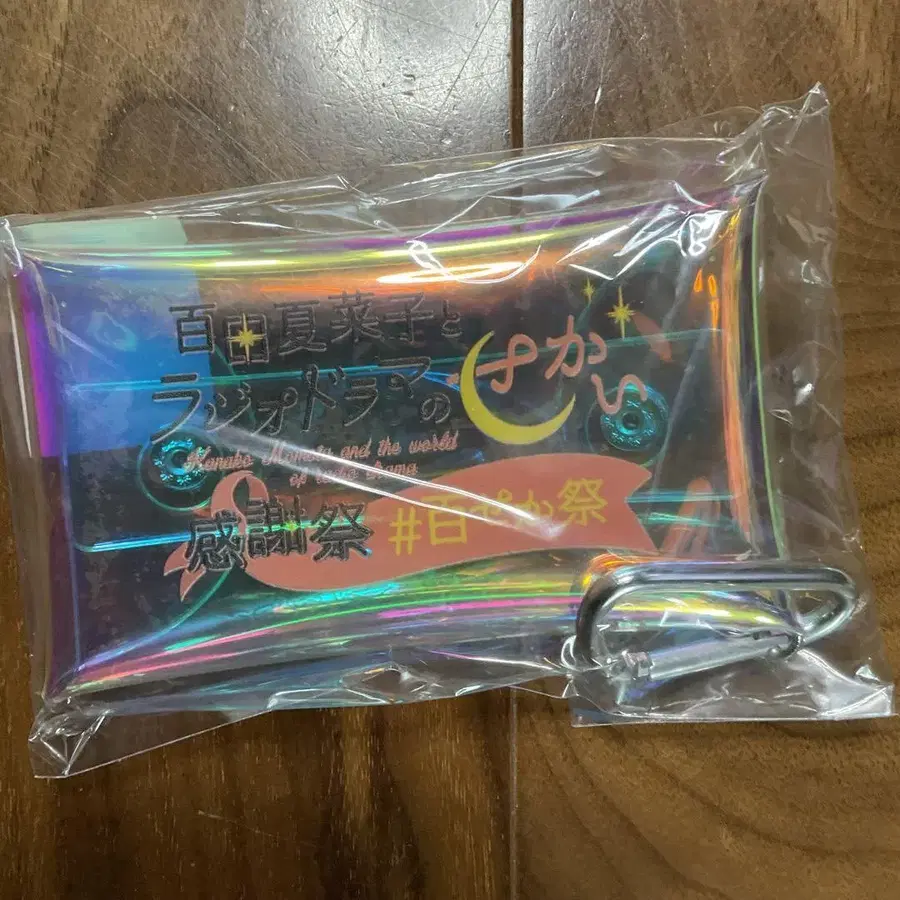 百田夏菜子と
ラジオドラマのせかい
Kanako Momota and the world
of radio drama
感謝祭 #百ぴか祭